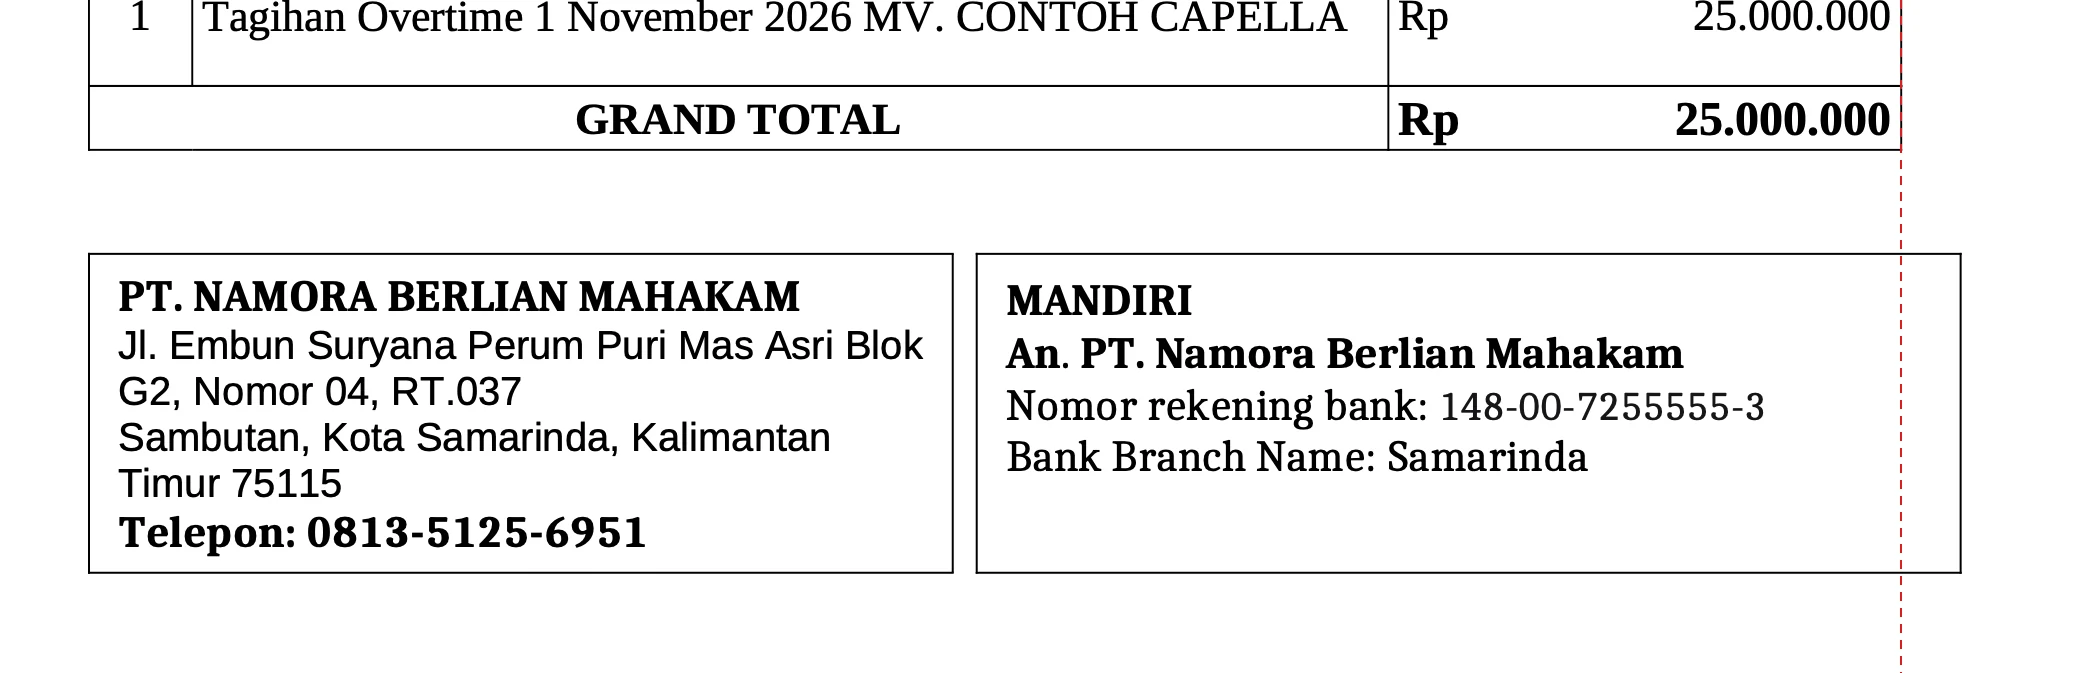 1 Tagihan Overtime 1 November 2026 MV. CONTOH CAPELLA Rp 25.000.000
GRAND TOTAL Rp 25.000.000
PT. NAMORA BERLIAN MAHAKAM
Jl. Embun Suryana Perum Puri Mas Asri Blok
G2, Nomor 04, RT.037
Sambutan, Kota Samarinda, Kalimantan
Timur 75115
Telepon: 0813-5125-6951
MANDIRI
An. PT. Namora Berlian Mahakam
Nomor rekening bank: 148-00-7255555-3
Bank Branch Name: Samarinda